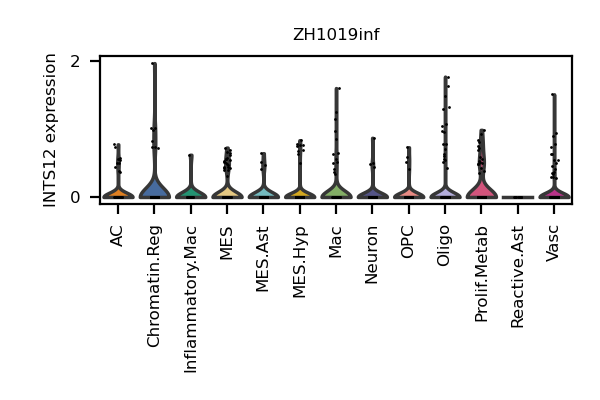 ZH1019inf
INTS12 expression
2
0
AC
Chromatin.Reg
Inflammatory.Mac
MES
MES.Ast
MES.Hyp
Mac
Neuron
OPC
Oligo
Prolif.Metab
Reactive.Ast
Vasc